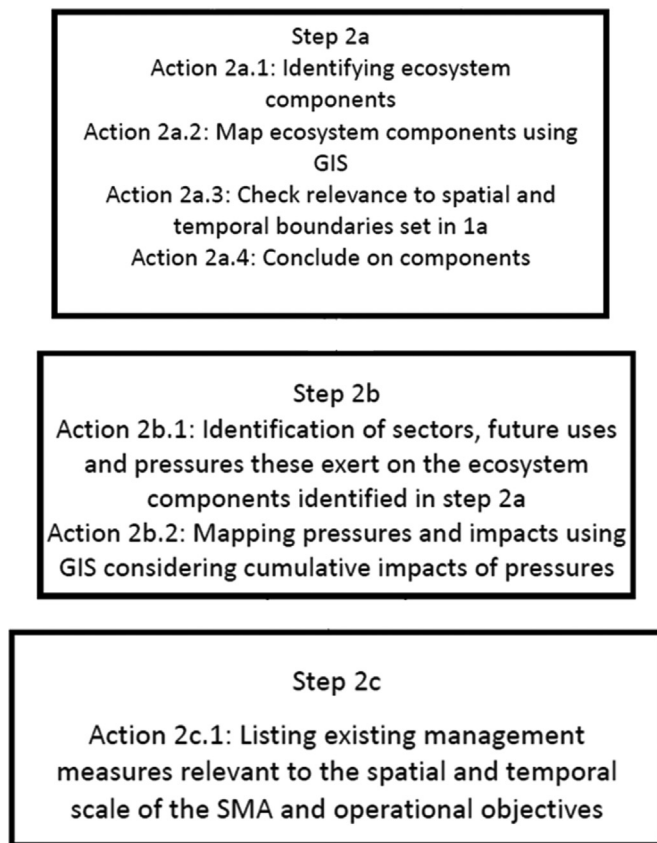 Step 2a
Action 2a.1: Identifying ecosystem
components
Action 2a.2: Map ecosystem components using
GIS
Action 2a.3: Check relevance to spatial and
temporal boundaries set in 1a
Action 2a.4: Conclude on components
Step 2b
Action 2b.1: Identification of sectors, future uses
and pressures these exert on the ecosystem
components identified in step 2a
Action 2b.2: Mapping pressures and impacts using
GIS considering cumulative impacts of pressures
Step 2c
Action 2c.1: Listing existing management
measures relevant to the spatial and temporal
scale of the SMA and operational objectives